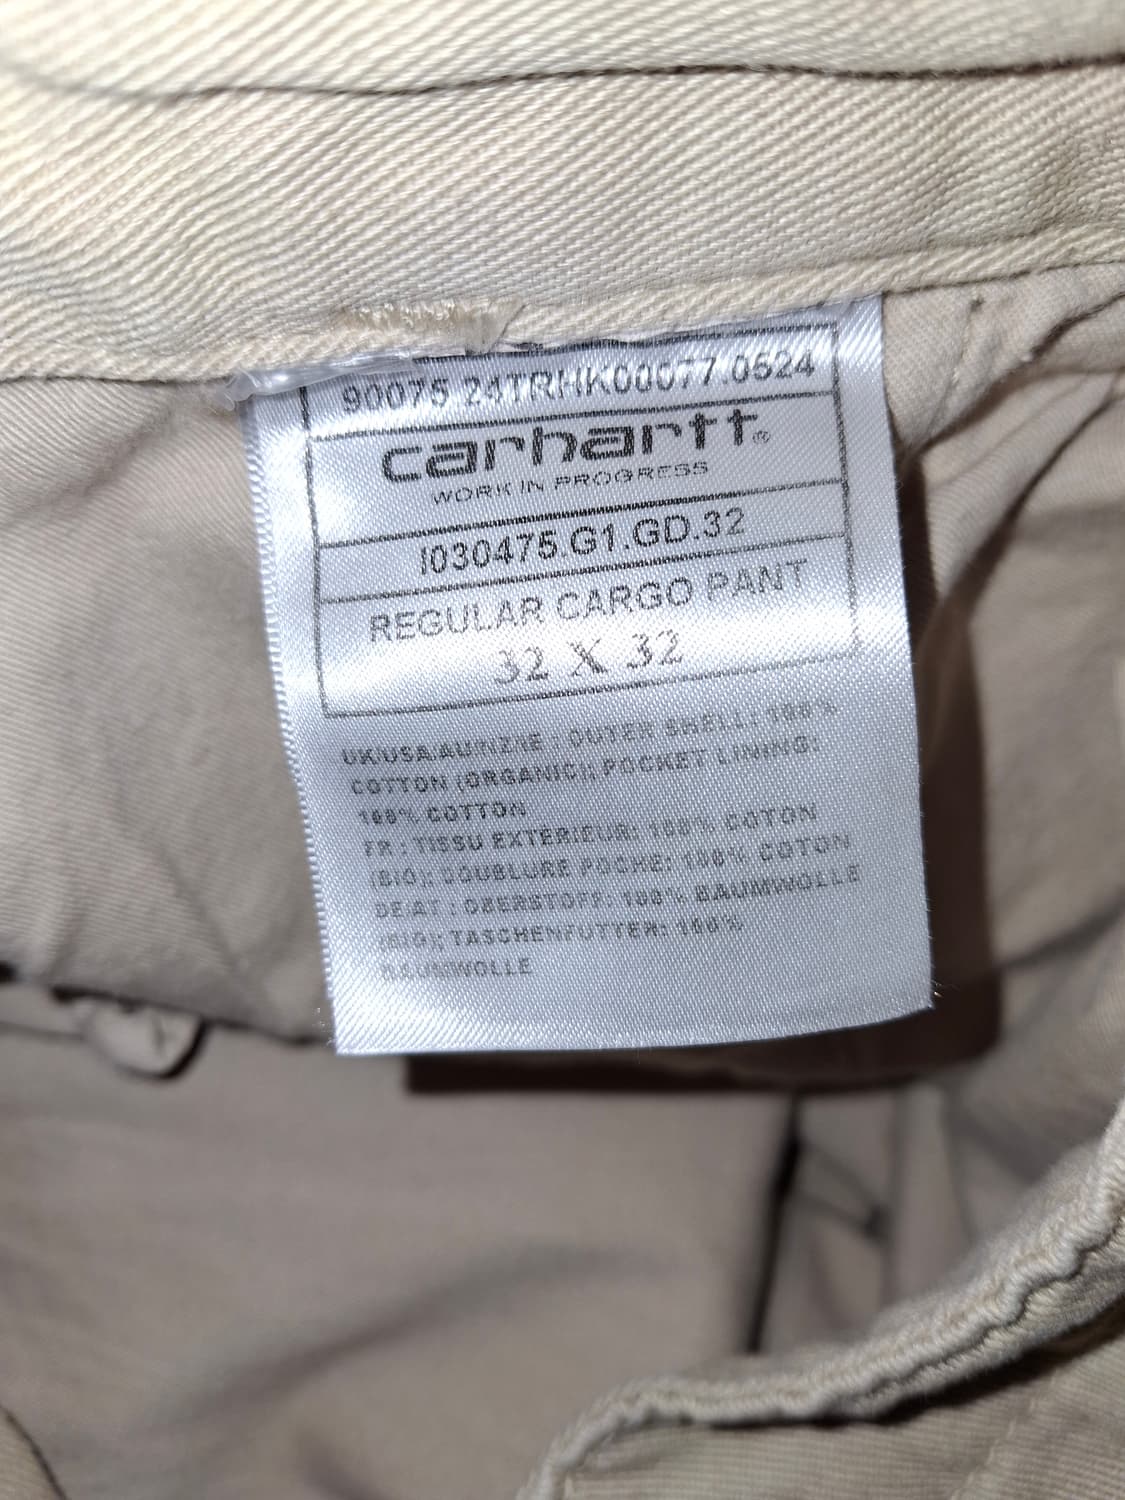 90075 24TRHK00077.0524
carhartt®
WORK IN PROGRESS
I030475.G1.GD.32
REGULAR CARGO PANT
32 X 32
UK/USA/AU/NZ/IE : OUTER SHELL: 100%
COTTON (ORGANIC); POCKET LINING:
100% COTTON
FR : TISSU EXTERIEUR: 100% COTON
(BIO); DOUBLURE POCHE: 100% COTON
DE/AT : OBERSTOFF: 100% BAUMWOLLE
(BIO); TASCHENFUTTER: 100%
BAUMWOLLE